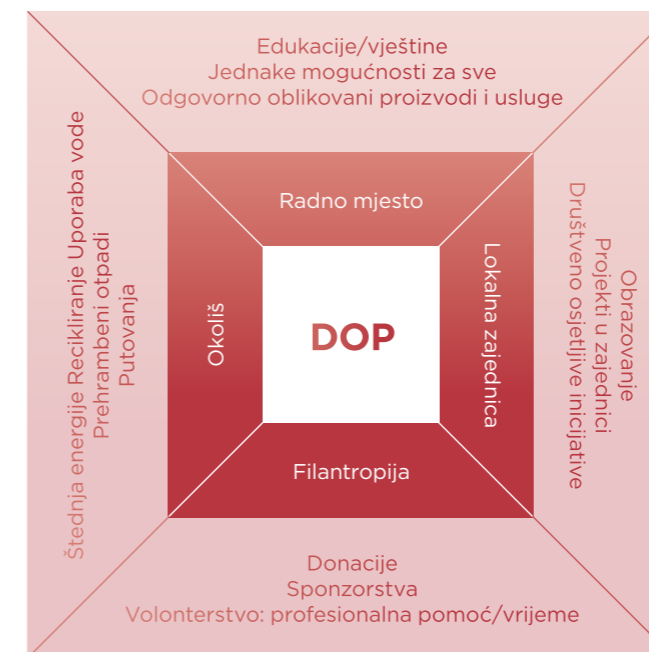 Edukacije/vještine
Jednake mogućnosti za sve
Odgovorno oblikovani proizvodi i usluge
Radno mjesto
Štednja energije Recikliranje Uporaba vode
Prehrambeni otpadi
Putovanja
Okoliš
DOP
Lokalna zajednica
Obrazovanje
Projekti u zajednici
Društveno osjetljive inicijative
Filantropija
Donacije
Sponzorstva
Volonterstvo: profesionalna pomoć/vrijeme